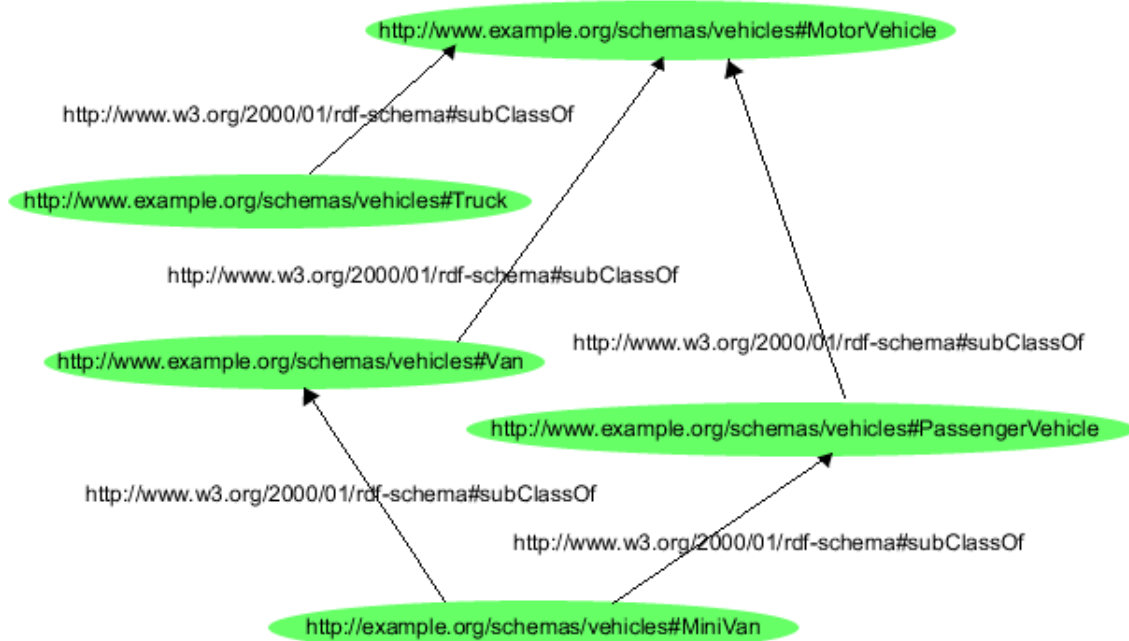 http://www.example.org/schemas/vehicles#MotorVehicle
http://www.w3.org/2000/01/rdf-schema#subClassOf
http://www.example.org/schemas/vehicles#Truck
http://www.w3.org/2000/01/rdf-schema#subClassOf
http://www.w3.org/2000/01/rdf-schema#subClassOf
http://www.example.org/schemas/vehicles#Van
http://www.example.org/schemas/vehicles#PassengerVehicle
http://www.w3.org/2000/01/rdf-schema#subClassOf
http://www.w3.org/2000/01/rdf-schema#subClassOf
http://example.org/schemas/vehicles#MiniVan